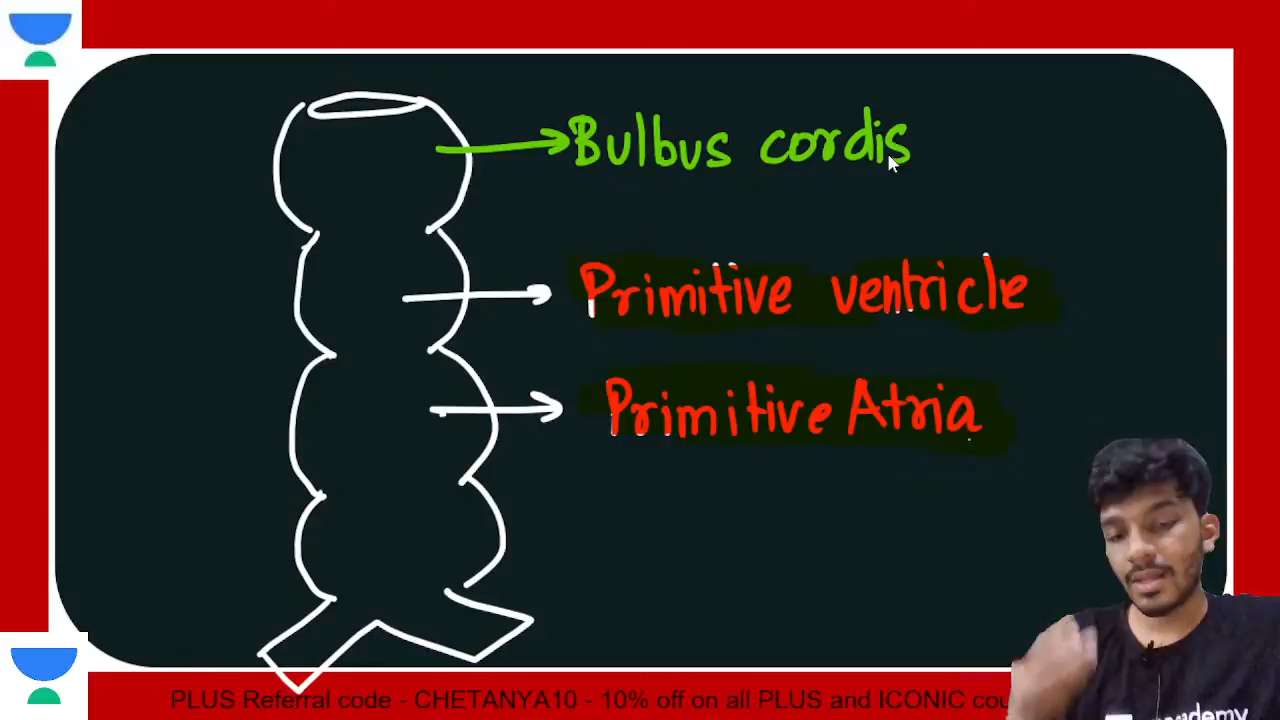 Bulbus cordis
Primitive ventricle
Primitive Atria
PLUS Referral code - CHETANYA10 - 10% off on all PLUS and ICONIC cou